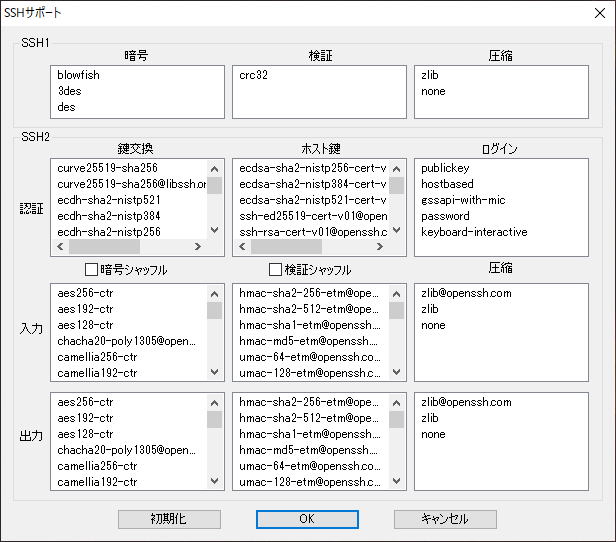 SSHサポート
SSH1
暗号
検証
圧縮
blowfish
3des
des
crc32
zlib
none
SSH2
鍵交換
ホスト鍵
ログイン
認証
curve25519-sha256
curve25519-sha256@libssh.or
ecdh-sha2-nistp521
ecdh-sha2-nistp384
ecdh-sha2-nistp256
ecdsa-sha2-nistp256-cert-v
ecdsa-sha2-nistp384-cert-v
ecdsa-sha2-nistp521-cert-v
ssh-ed25519-cert-v01@open
ssh-rsa-cert-v01@openssh.c
publickey
hostbased
gssapi-with-mic
password
keyboard-interactive
暗号シャッフル
検証シャッフル
圧縮
入力
aes256-ctr
aes192-ctr
aes128-ctr
chacha20-poly1305@open...
camellia256-ctr
camellia192-ctr
hmac-sha2-256-etm@ope...
hmac-sha2-512-etm@ope...
hmac-sha1-etm@openssh....
hmac-md5-etm@openssh....
umac-64-etm@openssh.co...
umac-128-etm@openssh.c...
zlib@openssh.com
zlib
none
出力
aes256-ctr
aes192-ctr
aes128-ctr
chacha20-poly1305@open...
camellia256-ctr
camellia192-ctr
hmac-sha2-256-etm@ope...
hmac-sha2-512-etm@ope...
hmac-sha1-etm@openssh....
hmac-md5-etm@openssh....
umac-64-etm@openssh.co...
umac-128-etm@openssh.c...
zlib@openssh.com
zlib
none
初期化
OK
キャンセル